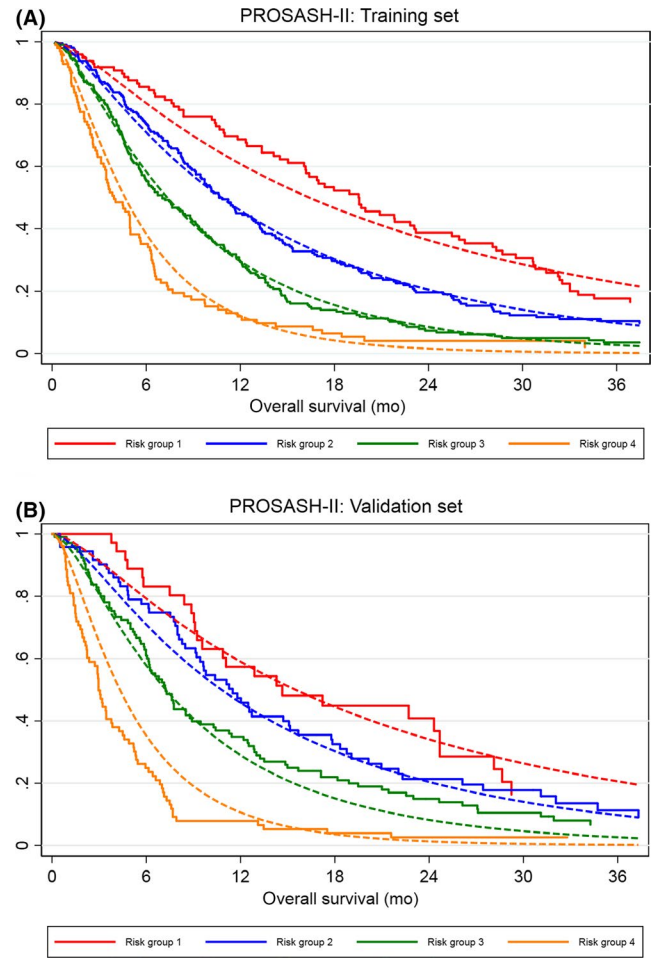 (A)
PROSASH-II: Training set
1
.8
.6
.4
.2
0
0 6 12 18 24 30 36
Overall survival (mo)
Risk group 1 Risk group 2 Risk group 3 Risk group 4
(B)
PROSASH-II: Validation set
1
.8
.6
.4
.2
0
0 6 12 18 24 30 36
Overall survival (mo)
Risk group 1 Risk group 2 Risk group 3 Risk group 4